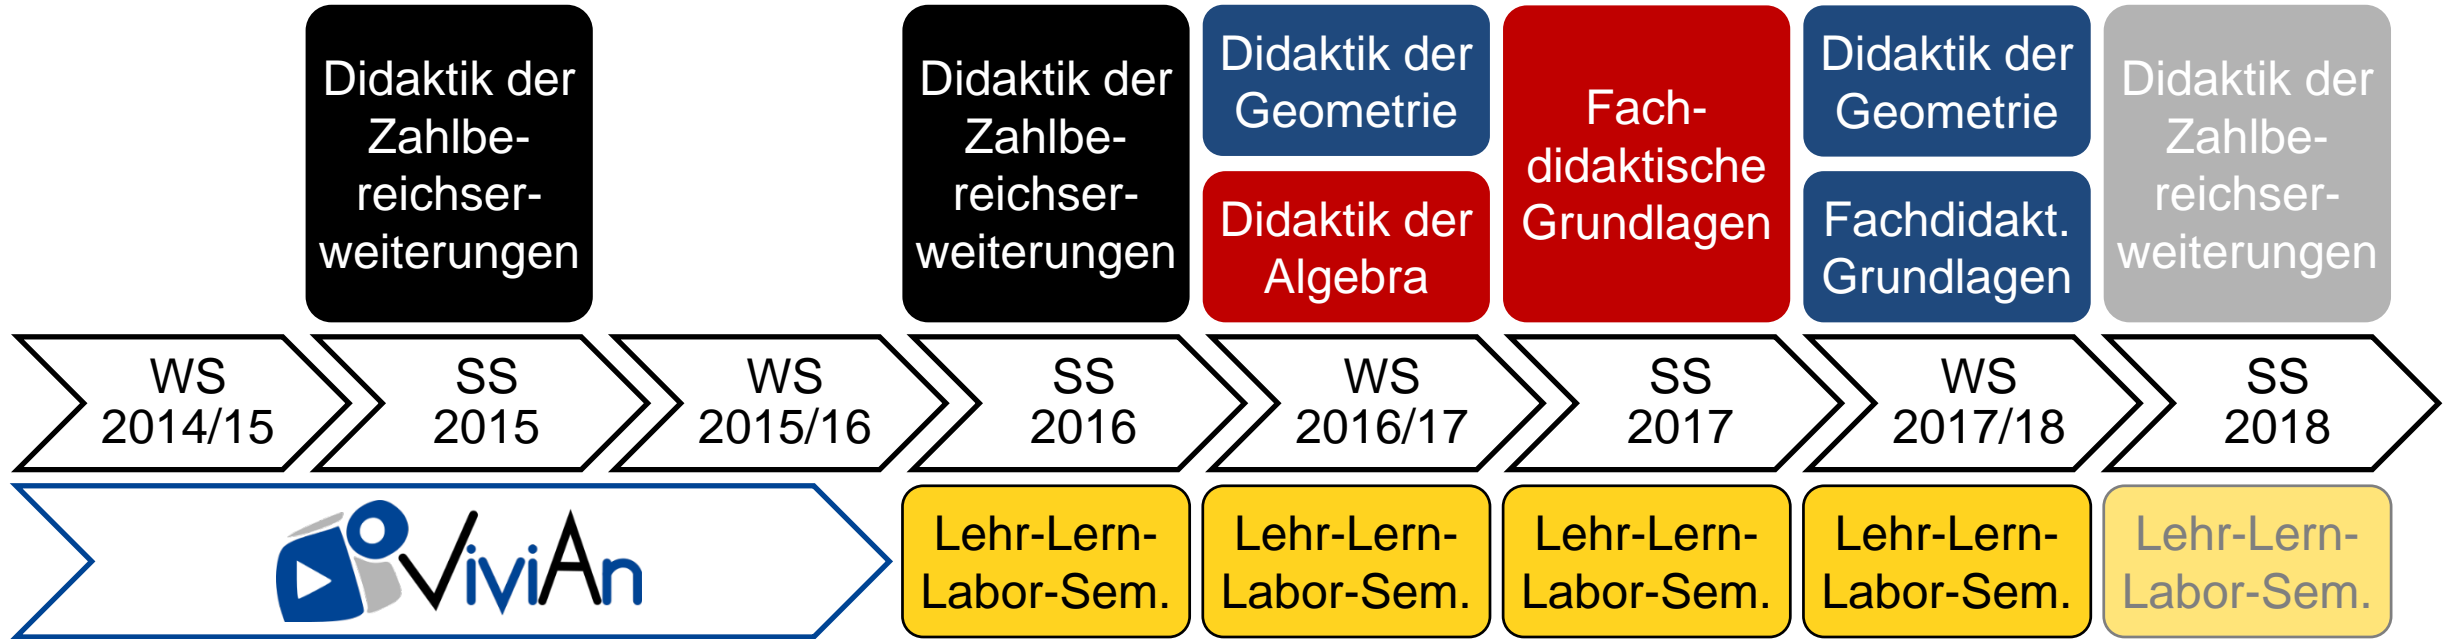 Didaktik der
Zahlbe-
reichser-
weiterungen
Didaktik der
Zahlbe-
reichser-
weiterungen
Didaktik der
Geometrie
Didaktik der
Algebra
Fach-
didaktische
Grundlagen
Didaktik der
Geometrie
Fachdidakt.
Grundlagen
Didaktik der
Zahlbe-
reichser-
weiterungen
WS
2014/15
SS
2015
WS
2015/16
SS
2016
WS
2016/17
SS
2017
WS
2017/18
SS
2018
ViviAn
Lehr-Lern-
Labor-Sem.
Lehr-Lern-
Labor-Sem.
Lehr-Lern-
Labor-Sem.
Lehr-Lern-
Labor-Sem.
Lehr-Lern-
Labor-Sem.